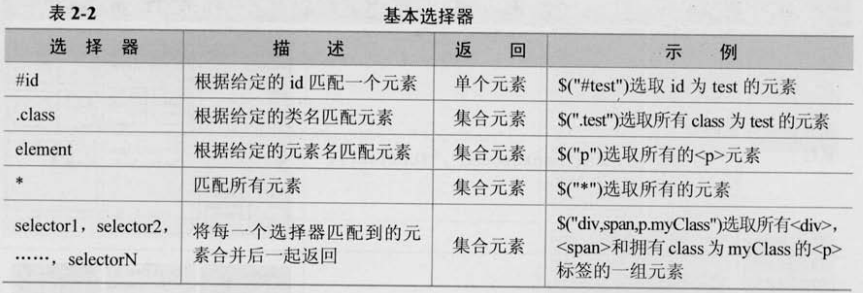 表 2-2 基本选择器
选 择 器 描 述 返 回 示 例
#id 根据给定的 id 匹配一个元素 单个元素 $("#test")选取 id 为 test 的元素
.class 根据给定的类名匹配元素 集合元素 $(".test")选取所有 class 为 test 的元素
element 根据给定的元素名匹配元素 集合元素 $("p")选取所有的<p>元素
* 匹配所有元素 集合元素 $("*")选取所有的元素
selector1，selector2，
……，selectorN
将每一个选择器匹配到的元
素合并后一起返回
集合元素
$("div,span,p.myClass")选取所有<div>，
<span>和拥有 class 为 myClass 的<p>
标签的一组元素